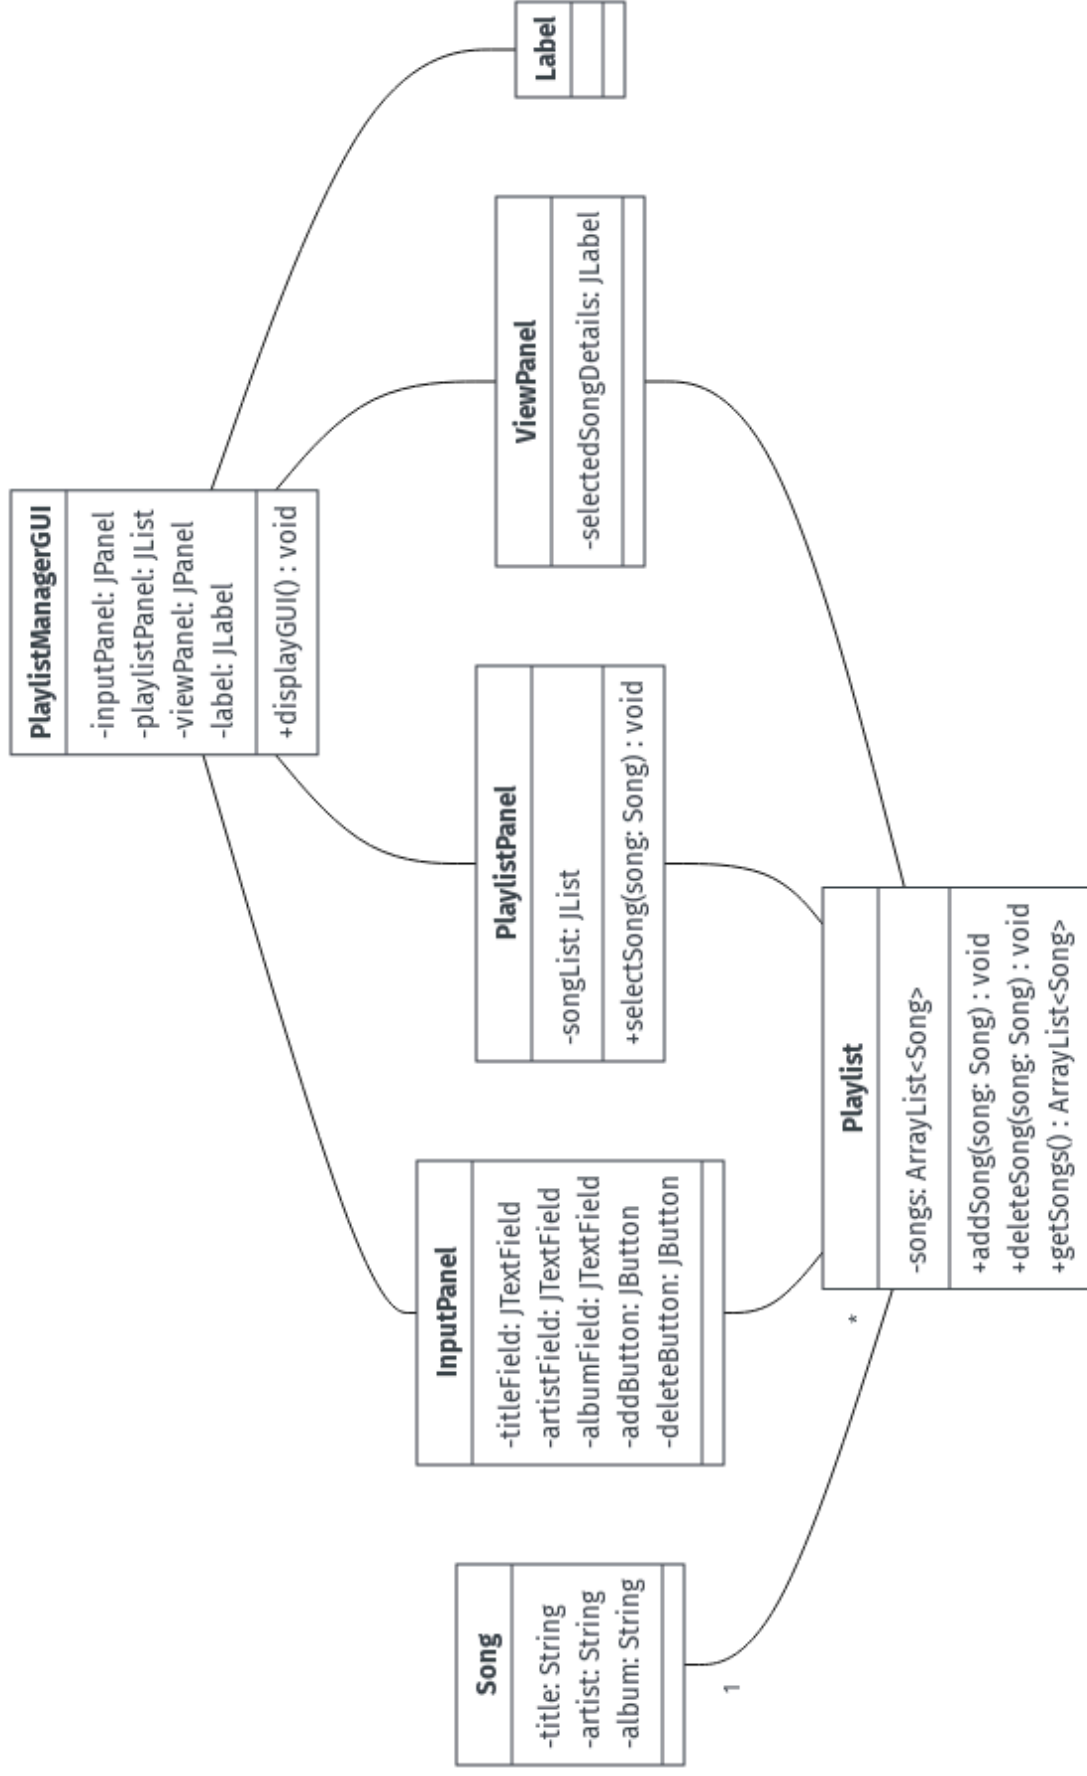 PlaylistManagerGUI
-inputPanel: JPanel
-playlistPanel: JList
-viewPanel: JPanel
-label: JLabel
+displayGUI() : void
Song
-title: String
-artist: String
-album: String
InputPanel
-titleField: JTextField
-artistField: JTextField
-albumField: JTextField
-addButton: JButton
-deleteButton: JButton
PlaylistPanel
-songList: JList
+selectSong(song: Song) : void
ViewPanel
-selectedSongDetails: JLabel
Label
1
*
Playlist
-songs: ArrayList<Song>
+addSong(song: Song) : void
+deleteSong(song: Song) : void
+getSongs() : ArrayList<Song>